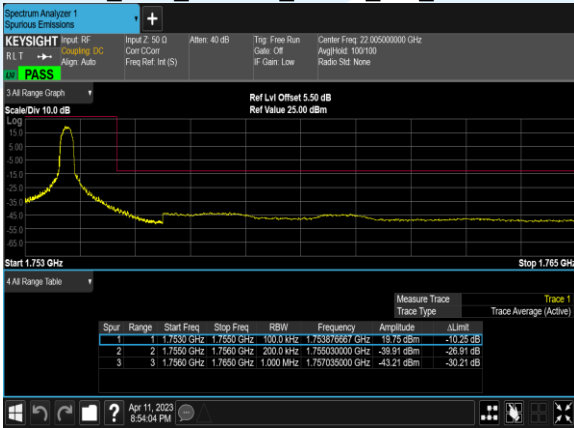 Spectrum Analyzer 1
Spurious Emissions
+
KEYSIGHT Input: RF Input Z: 50 Ω Atten: 40 dB Trig: Free Run Center Freq: 22.005000000 GHz
RLT Coupling: DC Corr CCorr Gate: Off Avg|Hold: 100/100
Align: Auto Freq Ref: Int (S) IF Gain: Low Radio Std: None
PASS
3 All Range Graph
Ref Lvl Offset 5.50 dB
Scale/Div 10.0 dB Ref Value 25.00 dBm
Log
15.0
5.00
-5.00
-15.0
-25.0
-35.0
-45.0
-55.0
-65.0
Start 1.753 GHz Stop 1.765 GHz
4 All Range Table
Measure Trace Trace 1
Trace Type Trace Average (Active)
Spur Range Start Freq Stop Freq RBW Frequency Amplitude ΔLimit
1 1 1.7530 GHz 1.7550 GHz 100.0 kHz 1.753876667 GHz 19.75 dBm -10.25 dB
2 2 1.7550 GHz 1.7560 GHz 200.0 kHz 1.755030000 GHz -39.91 dBm -26.91 dB
3 3 1.7560 GHz 1.7650 GHz 1.000 MHz 1.757035000 GHz -43.21 dBm -30.21 dB
? Apr 11, 2023
8:54:04 PM